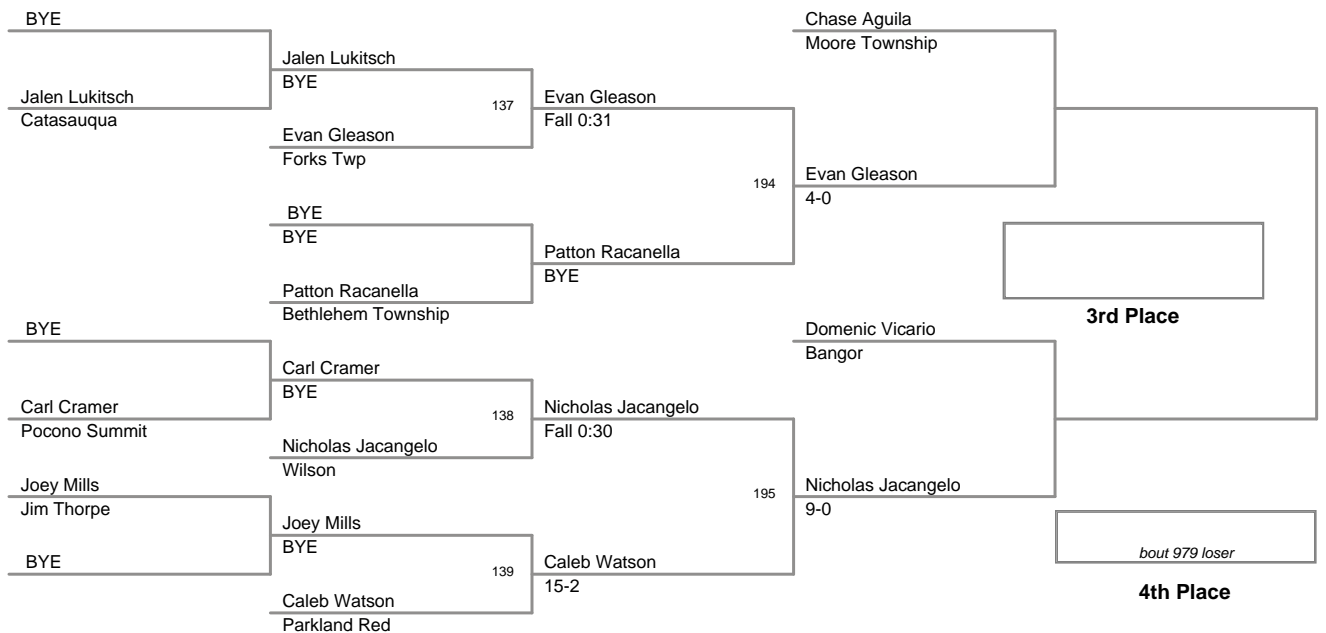 BYE
Jalen Lukitsch
Catasauqua
Jalen Lukitsch
BYE
137
Evan Gleason
Forks Twp
Evan Gleason
Fall 0:31
BYE
BYE
Patton Racanella
Bethlehem Township
Patton Racanella
BYE
194
Chase Aguila
Moore Township
Evan Gleason
4-0
3rd Place
BYE
Carl Cramer
Pocono Summit
Carl Cramer
BYE
138
Nicholas Jacangelo
Wilson
Nicholas Jacangelo
Fall 0:30
Joey Mills
Jim Thorpe
BYE
Joey Mills
BYE
139
Caleb Watson
Parkland Red
Caleb Watson
15-2
195
Domenic Vicario
Bangor
Nicholas Jacangelo
9-0
bout 979 loser
4th Place